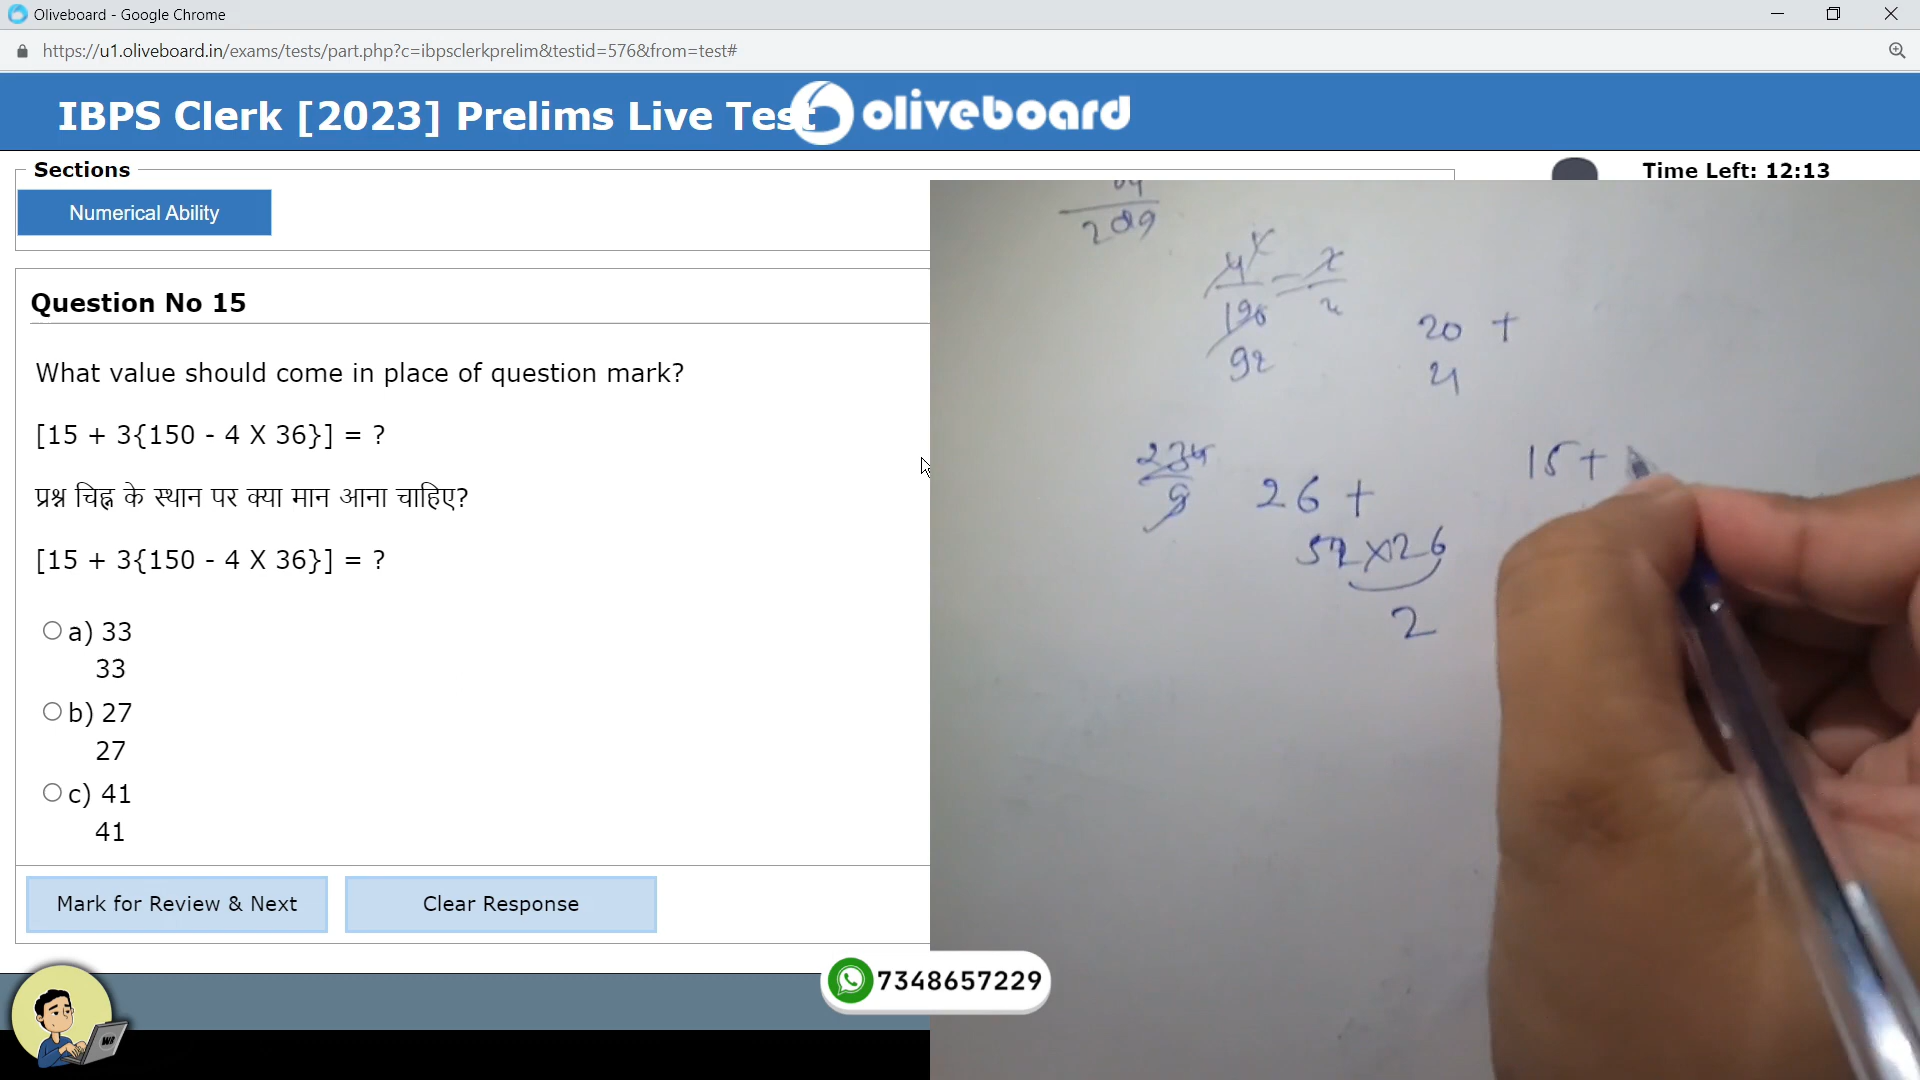 Oliveboard - Google Chrome
https://u1.oliveboard.in/exams/tests/part.php?c=ibpsclerkprelim&testid=576&from=test#
IBPS Clerk [2023] Prelims Live Test
oliveboard
Sections
Time Left: 12:13
Numerical Ability
Question No 15
What value should come in place of question mark?
[15 + 3{150 - 4 X 36}] = ?
प्रश्न चिह्न के स्थान पर क्या मान आना चाहिए?
[15 + 3{150 - 4 X 36}] = ?
a) 33
33
b) 27
27
c) 41
41
Mark for Review & Next
Clear Response
7348657229
20 +
21
26 +
52×26
2
15+
92